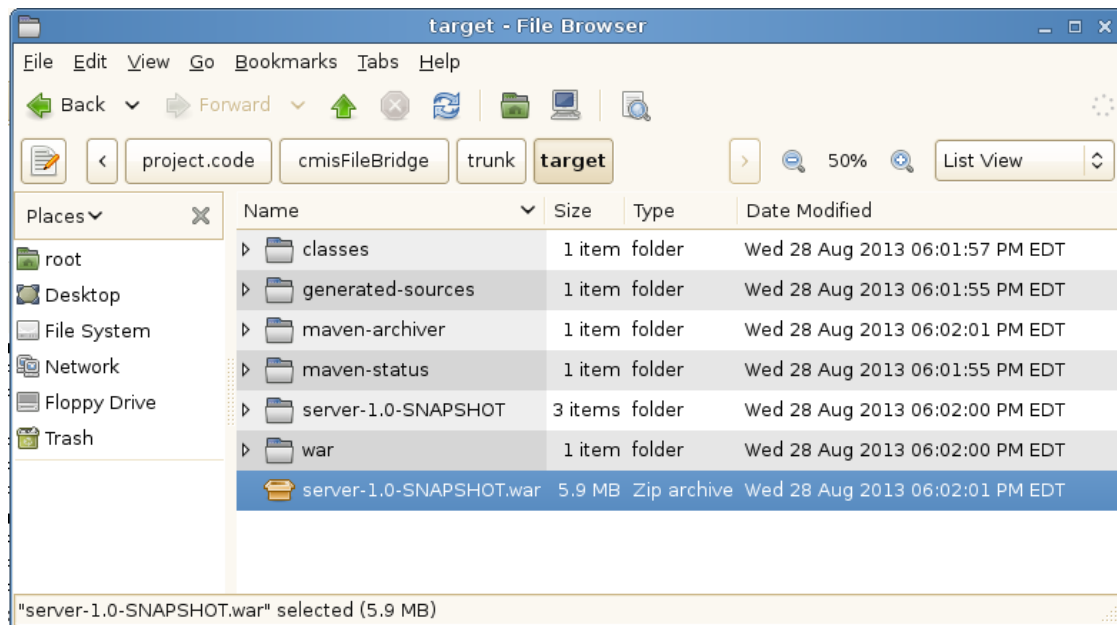 target - File Browser
File Edit View Go Bookmarks Tabs Help
Back Forward
project.code cmisFileBridge trunk target 50% List View
Places Name Size Type Date Modified
root
Desktop
File System
Network
Floppy Drive
Trash
classes 1 item folder Wed 28 Aug 2013 06:01:57 PM EDT
generated-sources 1 item folder Wed 28 Aug 2013 06:01:55 PM EDT
maven-archiver 1 item folder Wed 28 Aug 2013 06:02:01 PM EDT
maven-status 1 item folder Wed 28 Aug 2013 06:01:55 PM EDT
server-1.0-SNAPSHOT 3 items folder Wed 28 Aug 2013 06:02:00 PM EDT
war 1 item folder Wed 28 Aug 2013 06:02:00 PM EDT
server-1.0-SNAPSHOT.war 5.9 MB Zip archive Wed 28 Aug 2013 06:02:01 PM EDT
"server-1.0-SNAPSHOT.war" selected (5.9 MB)